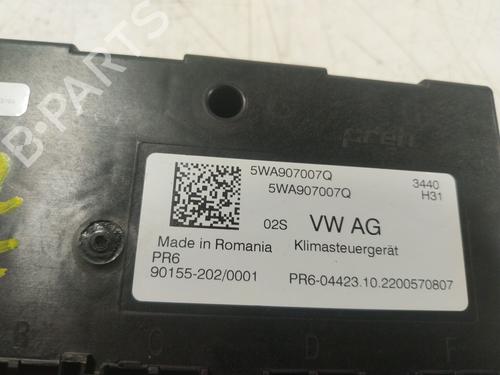 B-PARTS
preh
5WA907007Q
5WA907007Q
3440
H31
02S VW AG
Made in Romania Klimasteuergerät
PR6
90155-202/0001 PR6-04423.10.2200570807
B C D F